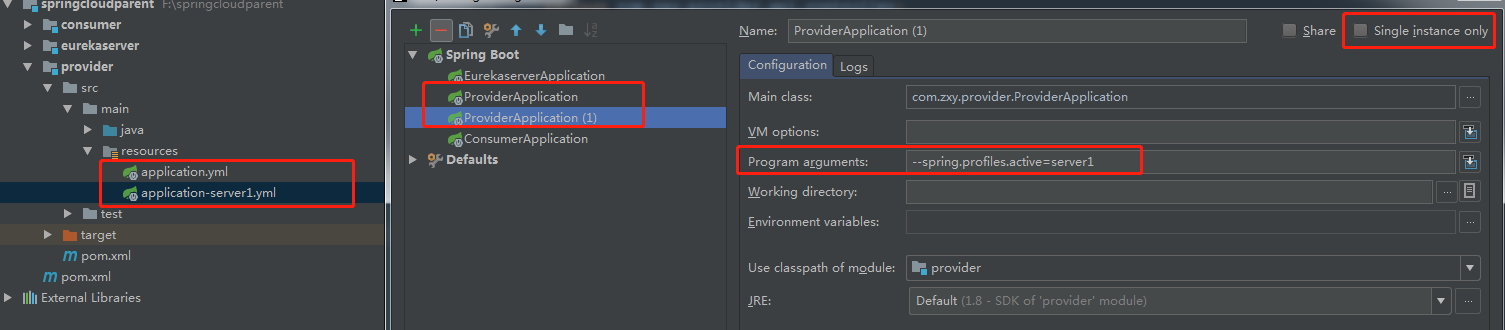 springcloudparent F:\springcloudparent
consumer
eurekaserver
provider
src
main
java
resources
application.yml
application-server1.yml
test
target
pom.xml
pom.xml
External Libraries
Spring Boot
EurekaserverApplication
ProviderApplication
ProviderApplication (1)
ConsumerApplication
Defaults
Name: ProviderApplication (1)
Share
Single instance only
Configuration
Logs
Main class: com.zxy.provider.ProviderApplication
VM options:
Program arguments: --spring.profiles.active=server1
Working directory:
Environment variables:
Use classpath of module: provider
JRE: Default (1.8 - SDK of 'provider' module)